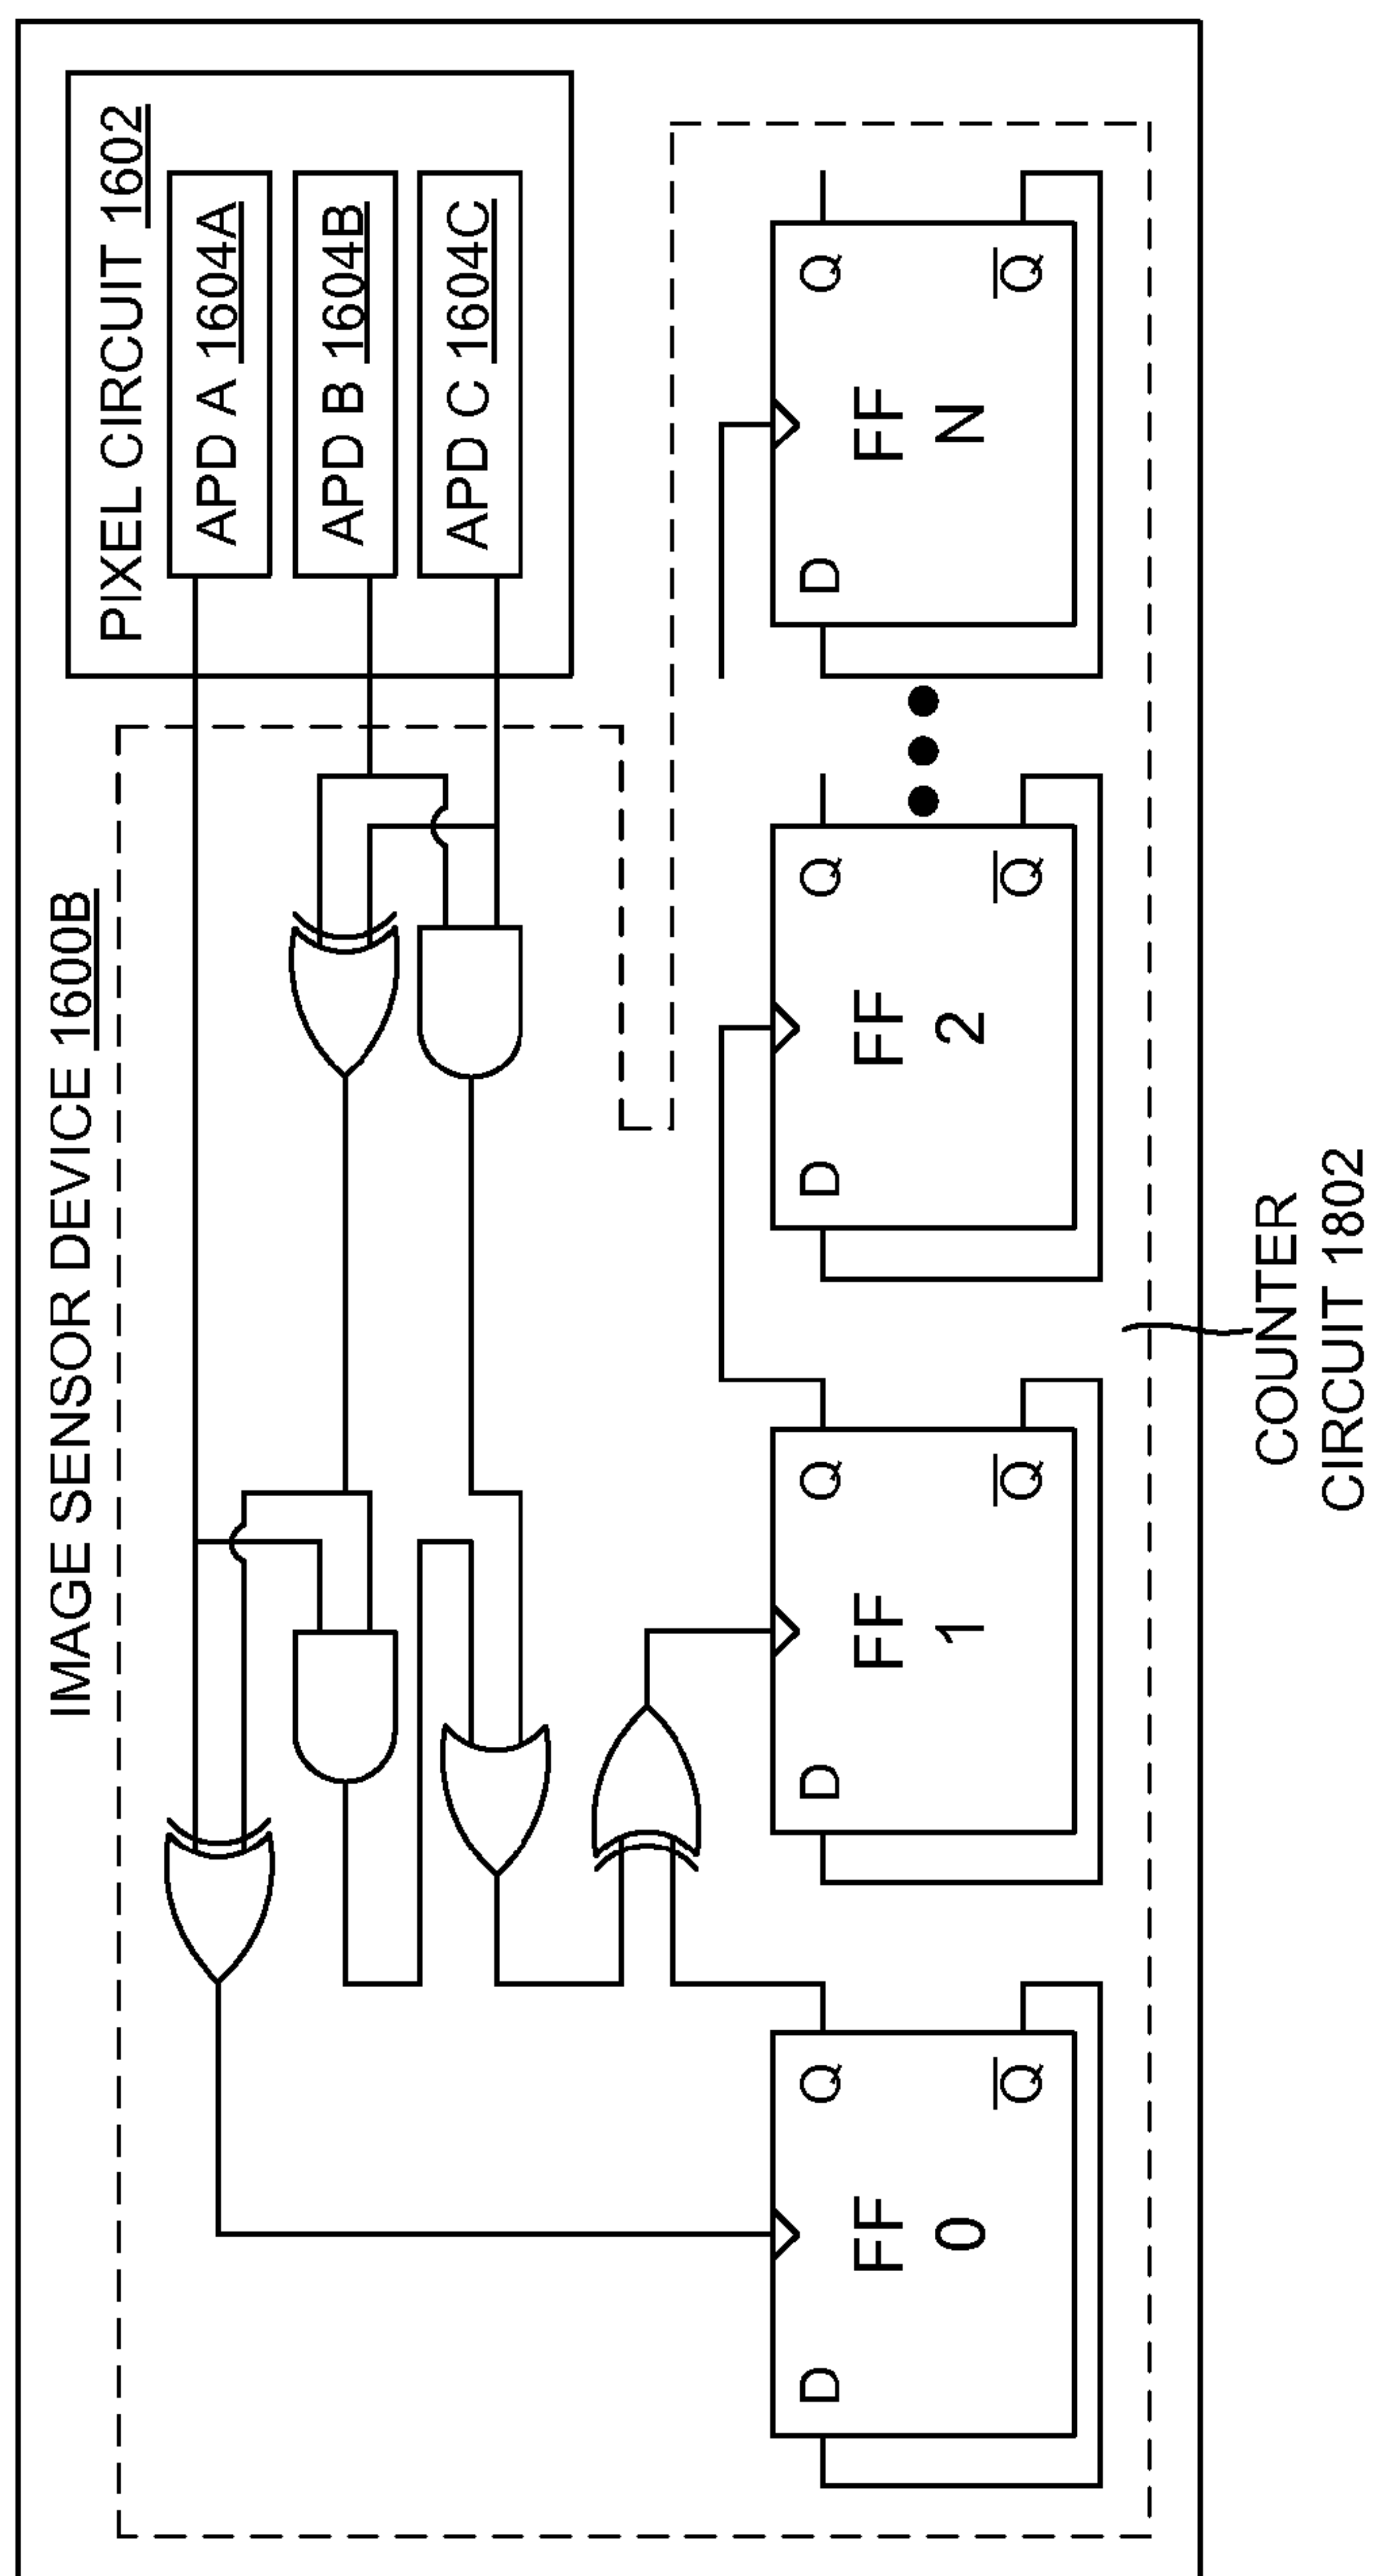 IMAGE SENSOR DEVICE 1600B
PIXEL CIRCUIT 1602
APD A 1604A
APD B 1604B
APD C 1604C
D
Q
FF
0
Q̅
D
Q
FF
1
Q̅
D
Q
FF
2
Q̅
D
Q
FF
N
Q̅
COUNTER
CIRCUIT 1802